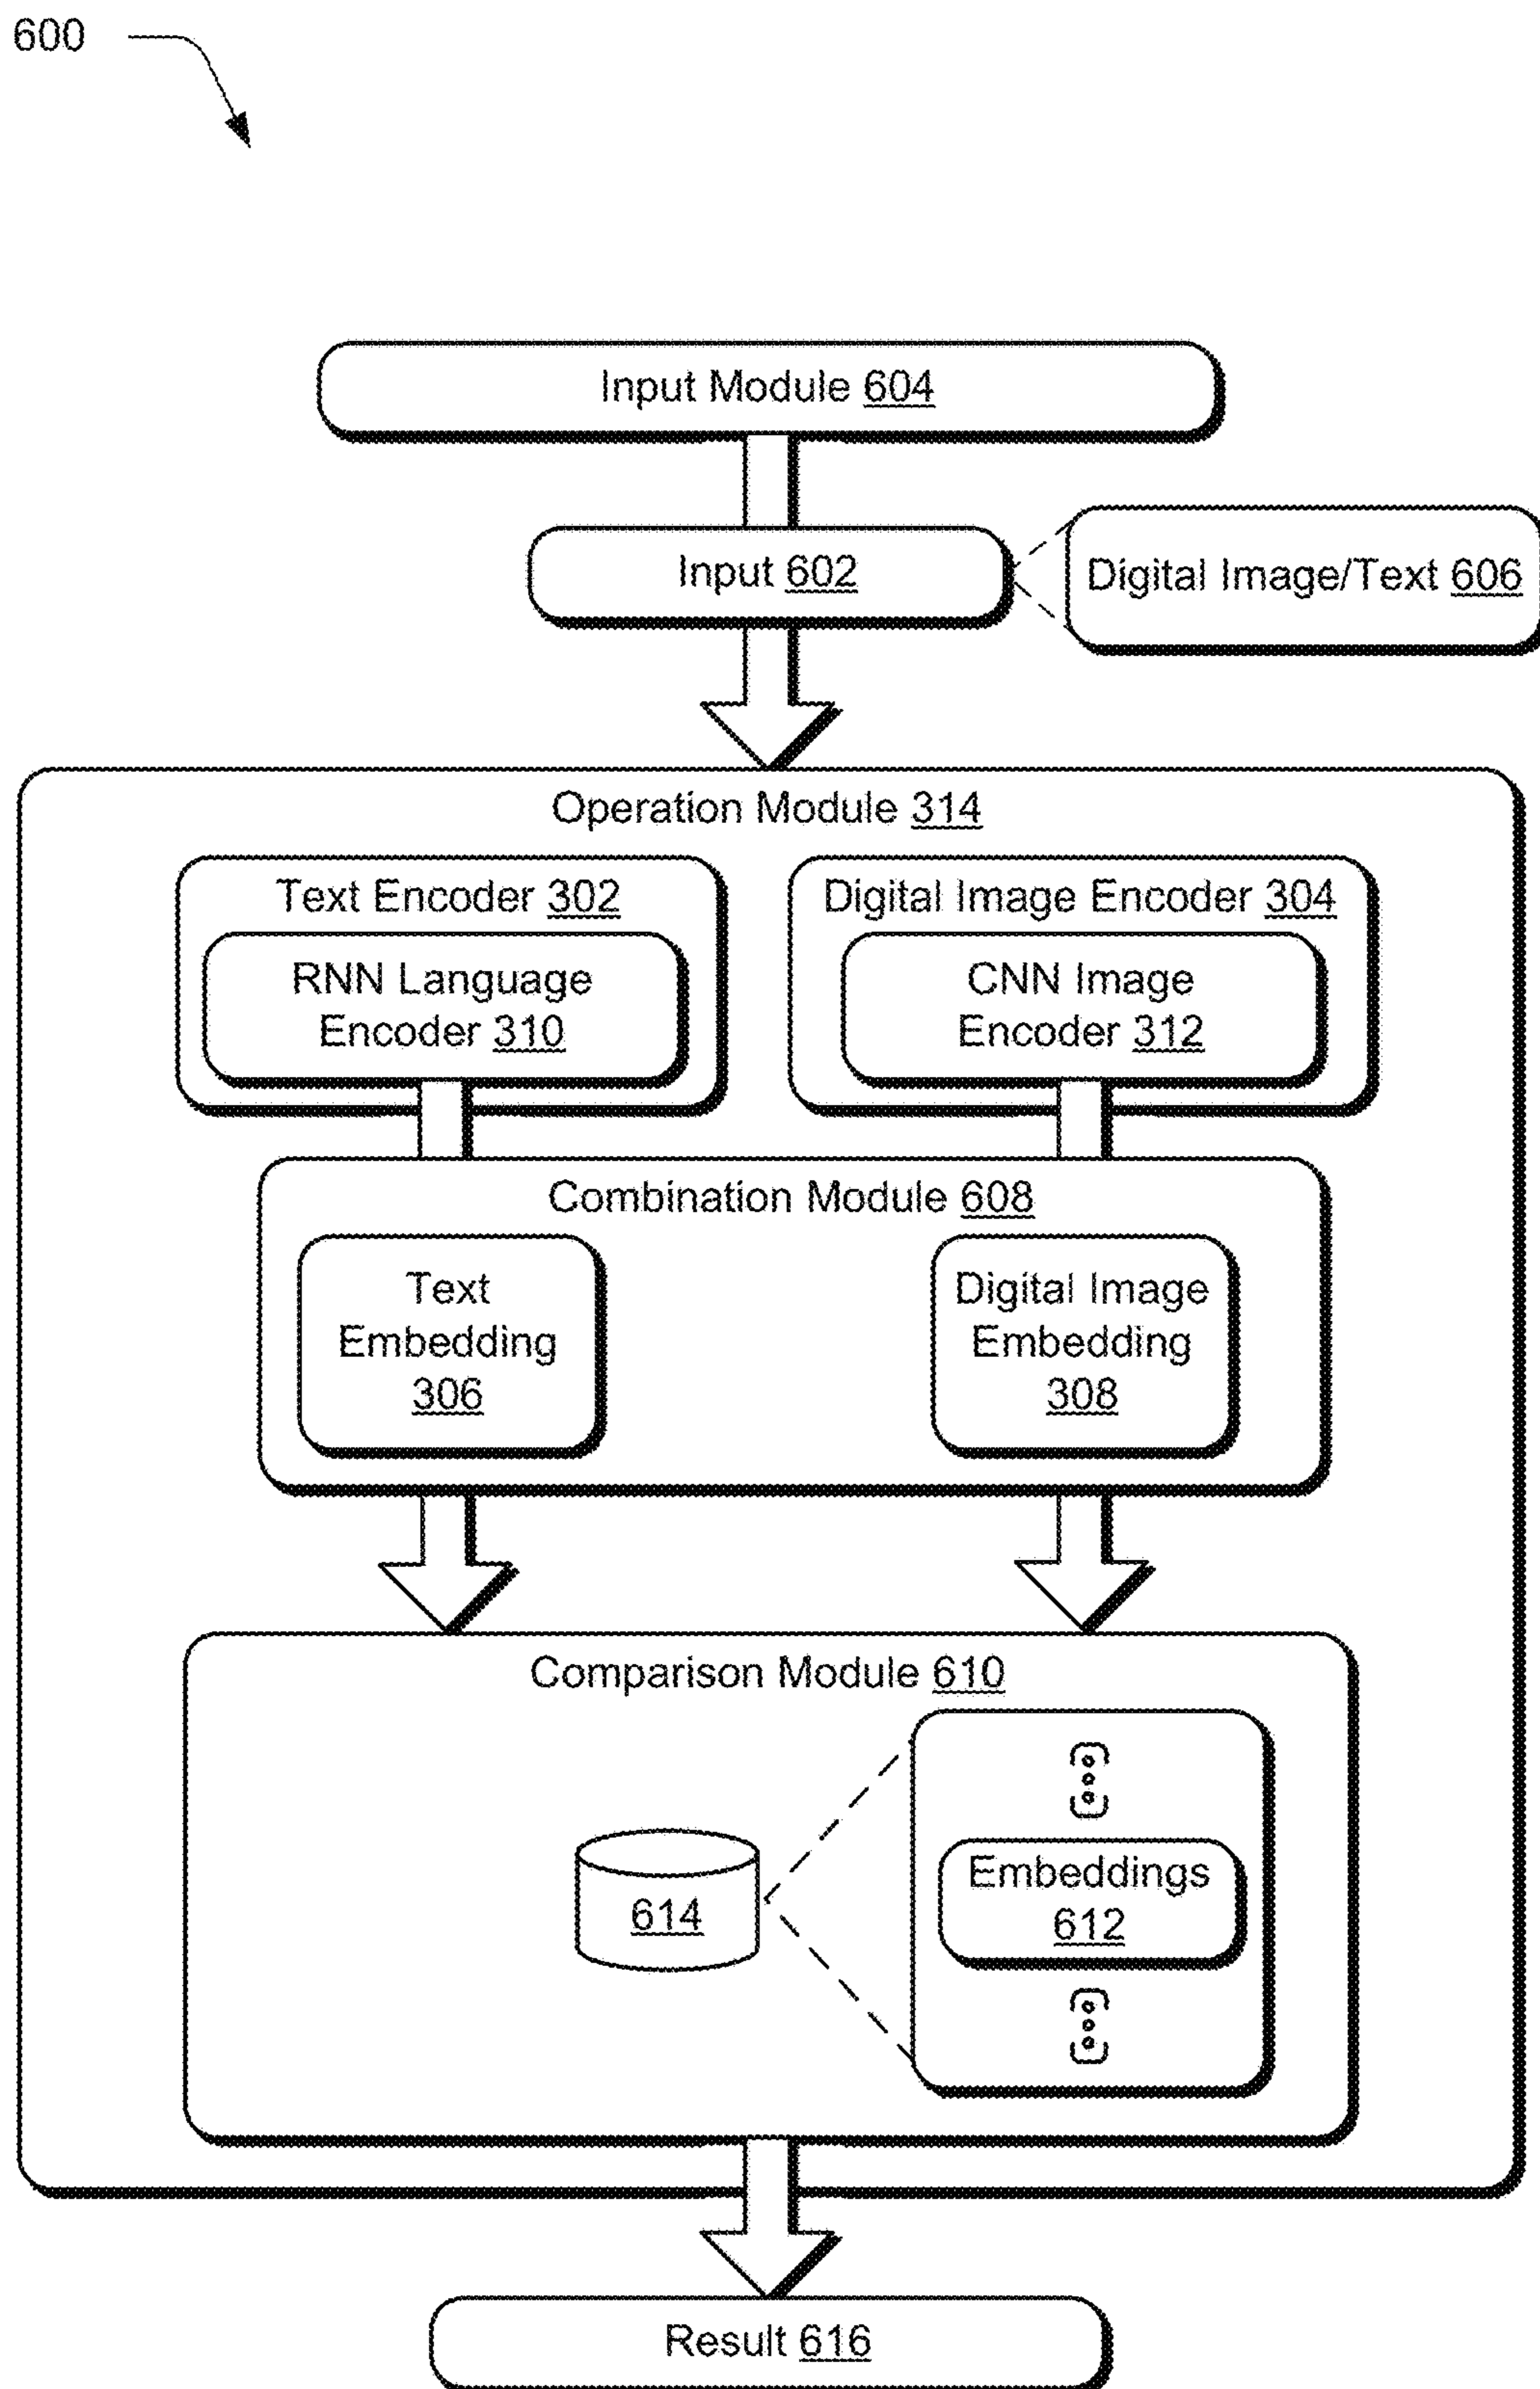 600
Input Module 604
Input 602
Digital Image/Text 606
Operation Module 314
Text Encoder 302
RNN Language
Encoder 310
Digital Image Encoder 304
CNN Image
Encoder 312
Combination Module 608
Text
Embedding
306
Digital Image
Embedding
308
Comparison Module 610
614
Embeddings
612
Result 616